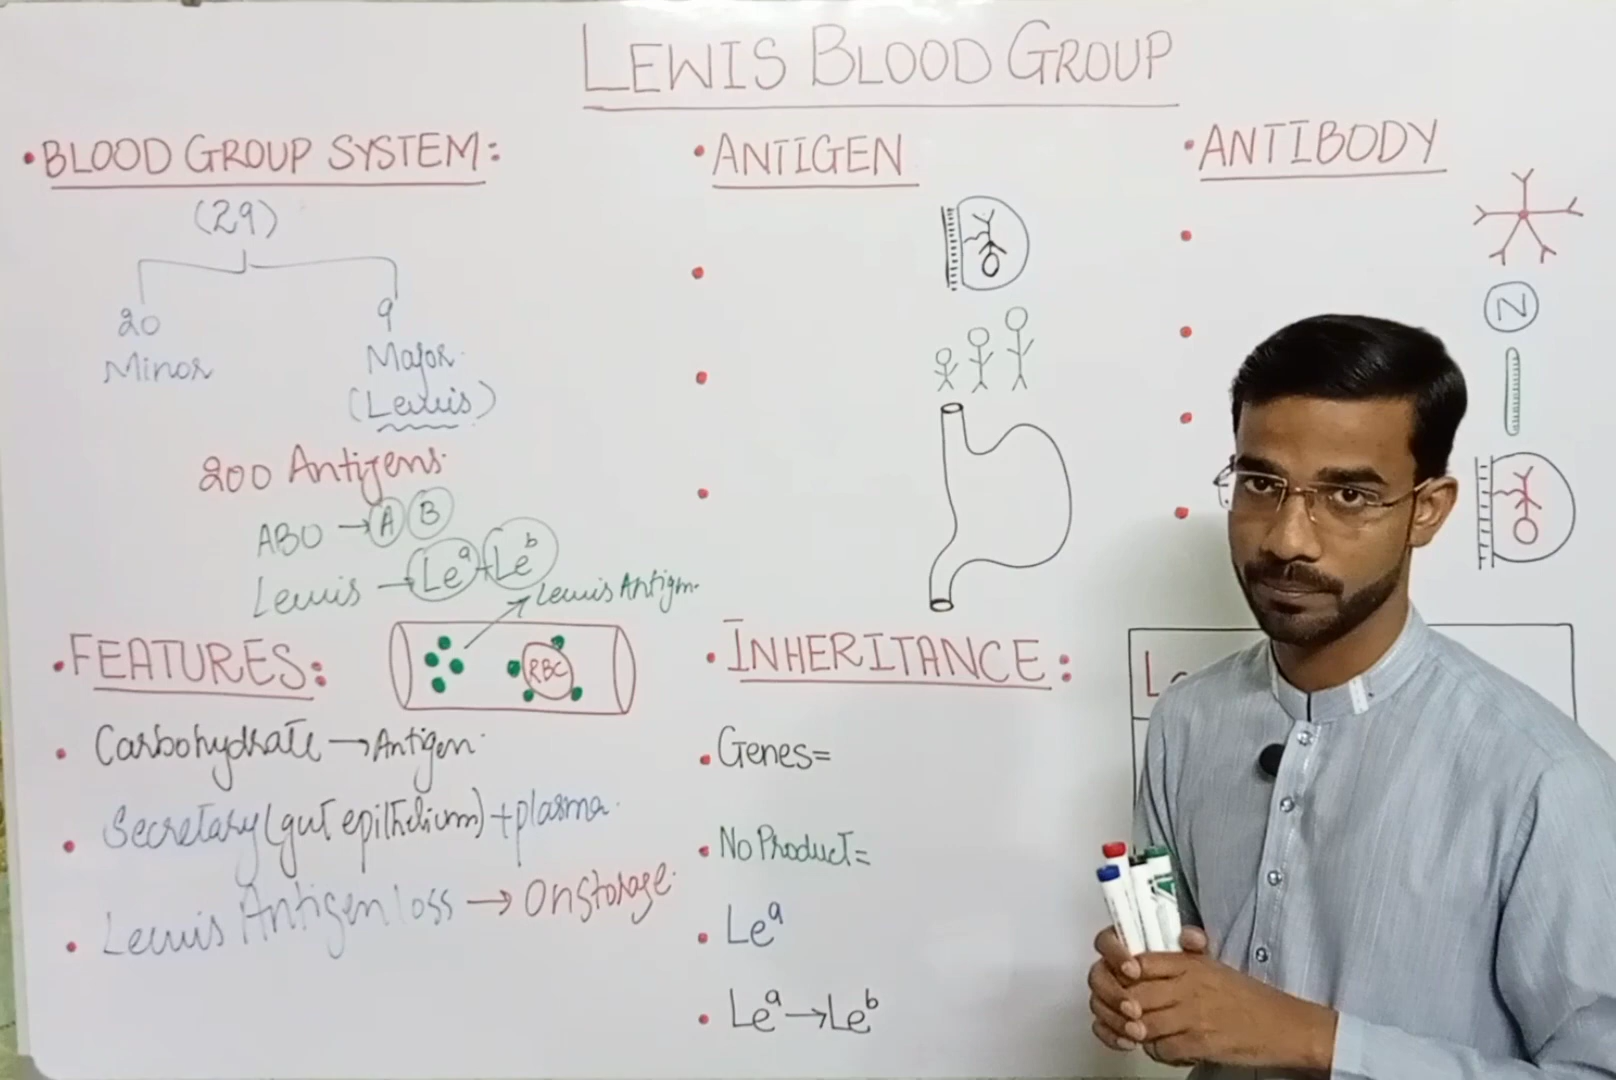 LEWIS BLOOD GROUP
• BLOOD GROUP SYSTEM:
(29)
20
Minor
9
Major
(Lewis)
200 Antigens
ABO → A B
Lewis → Le^a + Le^b
Lewis Antigen
RBC
• FEATURES:
• Carbohydrate → Antigen
• Secretary (gut epithelium) + plasma
• Lewis Antigen loss → On storage
• ANTIGEN
• INHERITANCE:
• Genes=
• No Product=
• Le^a
• Le^a → Le^b
• ANTIBODY
N